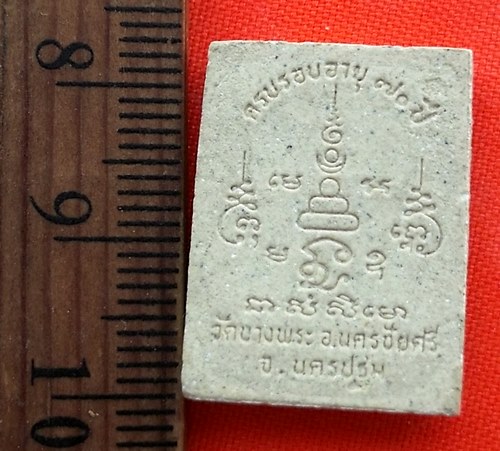 8
9
10
ครบรอบอายุ ๗๐ ปี
วัดบางพระ อ.นครชัยศรี
จ. นครปฐม